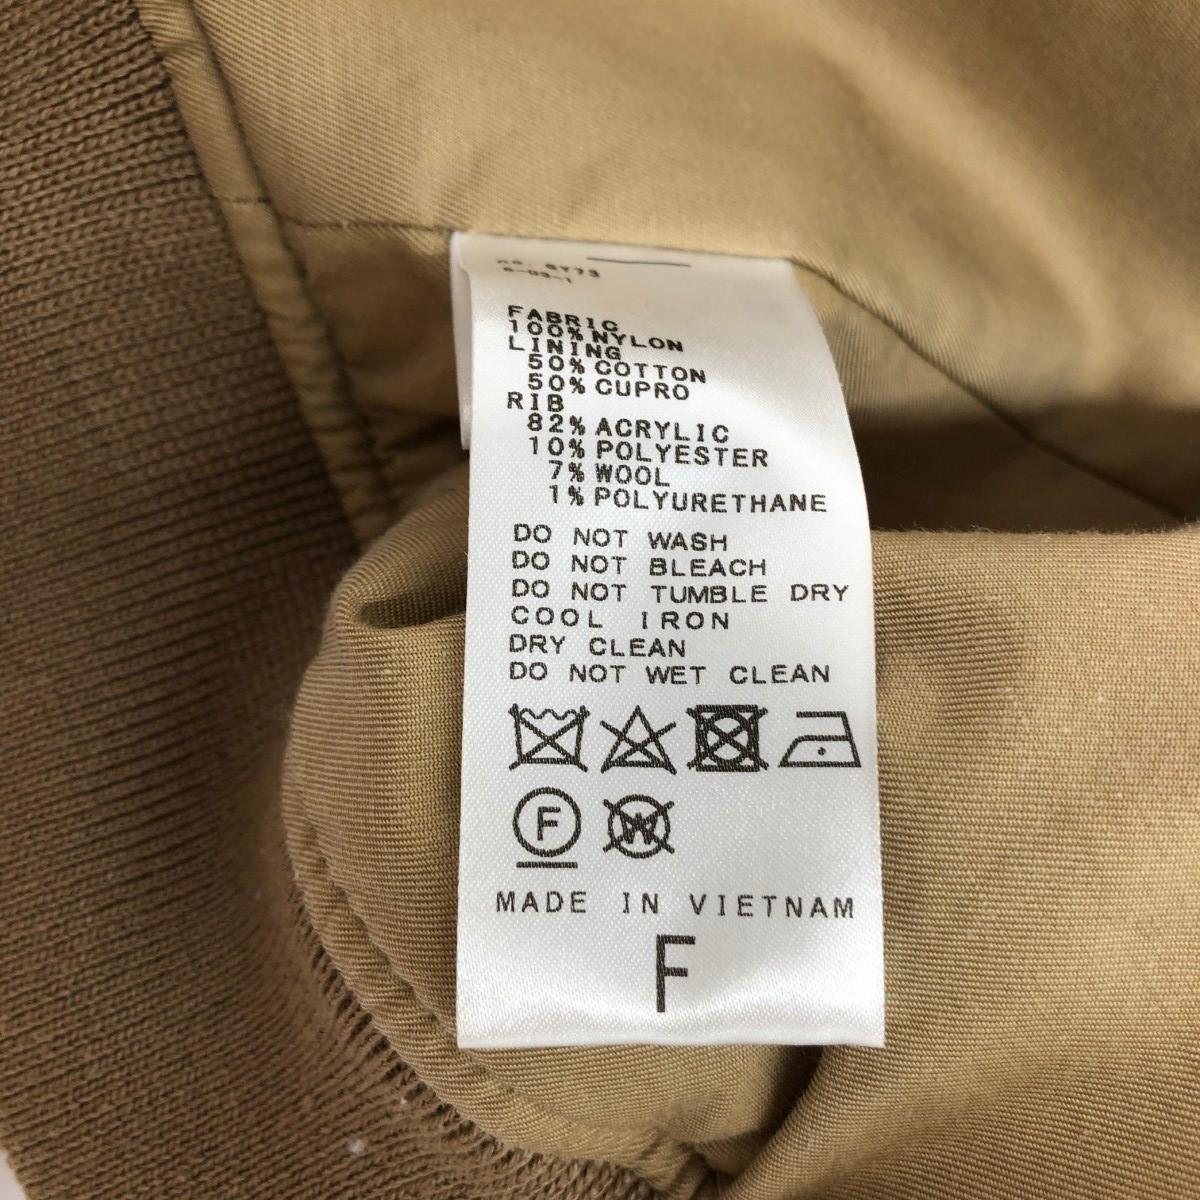 FABRIC
100% NYLON
LINING
50% COTTON
50% CUPRO
RIB
82% ACRYLIC
10% POLYESTER
7% WOOL
1% POLYURETHANE
DO NOT WASH
DO NOT BLEACH
DO NOT TUMBLE DRY
COOL IRON
DRY CLEAN
DO NOT WET CLEAN
F W
MADE IN VIETNAM
F